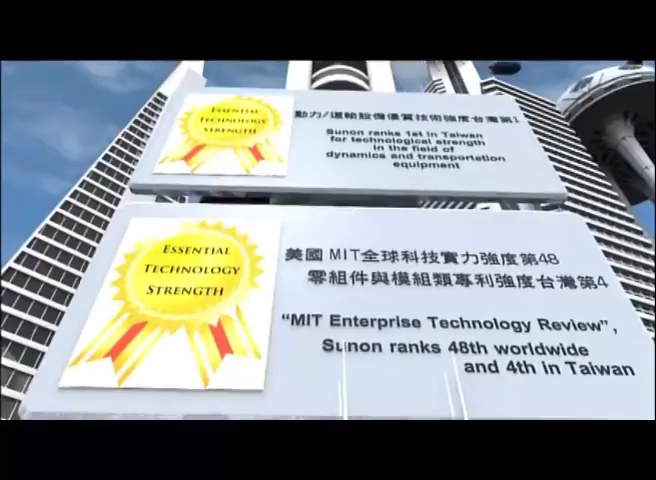 ESSENTIAL
TECHNOLOGY
STRENGTH
動力/運輸設備優質技術強度台灣第1
Sunon ranks 1st in Taiwan
for technological strength
in the field of
dynamics and transportation
equipment
ESSENTIAL
TECHNOLOGY
STRENGTH
美國 MIT全球科技實力強度第48
零組件與模組類專利強度台灣第4
“MIT Enterprise Technology Review”,
Sunon ranks 48th worldwide
and 4th in Taiwan